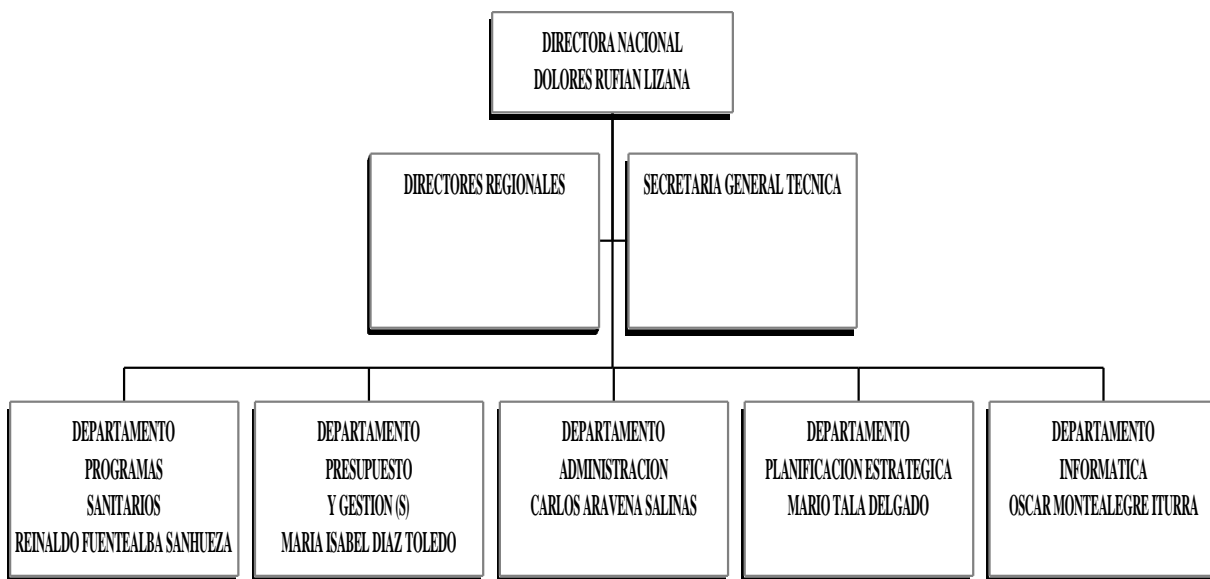 DIRECTORA NACIONAL
DOLORES RUFIAN LIZANA
DIRECTORES REGIONALES
SECRETARIA GENERAL TECNICA
DEPARTAMENTO
PROGRAMAS
SANITARIOS
REINALDO FUENTEALBA SANHUEZA
DEPARTAMENTO
PRESUPUESTO
Y GESTION (S)
MARIA ISABEL DIAZ TOLEDO
DEPARTAMENTO
ADMINISTRACION
CARLOS ARAVENA SALINAS
DEPARTAMENTO
PLANIFICACION ESTRATEGICA
MARIO TALA DELGADO
DEPARTAMENTO
INFORMATICA
OSCAR MONTEALEGRE ITURRA